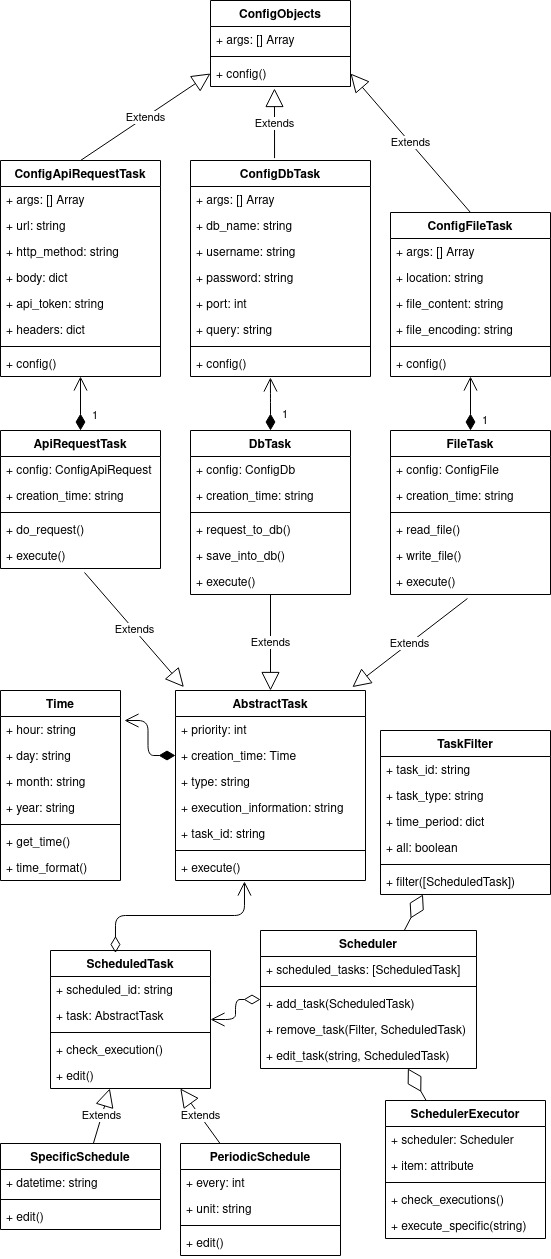 ConfigObjects
+ args: [] Array
+ config()
Extends
Extends
Extends
ConfigApiRequestTask
+ args: [] Array
+ url: string
+ http_method: string
+ body: dict
+ api_token: string
+ headers: dict
+ config()
ConfigDbTask
+ args: [] Array
+ db_name: string
+ username: string
+ password: string
+ port: int
+ query: string
+ config()
ConfigFileTask
+ args: [] Array
+ location: string
+ file_content: string
+ file_encoding: string
+ config()
1
1
1
ApiRequestTask
+ config: ConfigApiRequest
+ creation_time: string
+ do_request()
+ execute()
DbTask
+ config: ConfigDb
+ creation_time: string
+ request_to_db()
+ save_into_db()
+ execute()
FileTask
+ config: ConfigFile
+ creation_time: string
+ read_file()
+ write_file()
+ execute()
Extends
Extends
Extends
Time
+ hour: string
+ day: string
+ month: string
+ year: string
+ get_time()
+ time_format()
AbstractTask
+ priority: int
+ creation_time: Time
+ type: string
+ execution_information: string
+ task_id: string
+ execute()
TaskFilter
+ task_id: string
+ task_type: string
+ time_period: dict
+ all: boolean
+ filter([ScheduledTask])
ScheduledTask
+ scheduled_id: string
+ task: AbstractTask
+ check_execution()
+ edit()
Scheduler
+ scheduled_tasks: [ScheduledTask]
+ add_task(ScheduledTask)
+ remove_task(Filter, ScheduledTask)
+ edit_task(string, ScheduledTask)
Extends
Extends
SpecificSchedule
+ datetime: string
+ edit()
PeriodicSchedule
+ every: int
+ unit: string
+ edit()
SchedulerExecutor
+ scheduler: Scheduler
+ item: attribute
+ check_executions()
+ execute_specific(string)